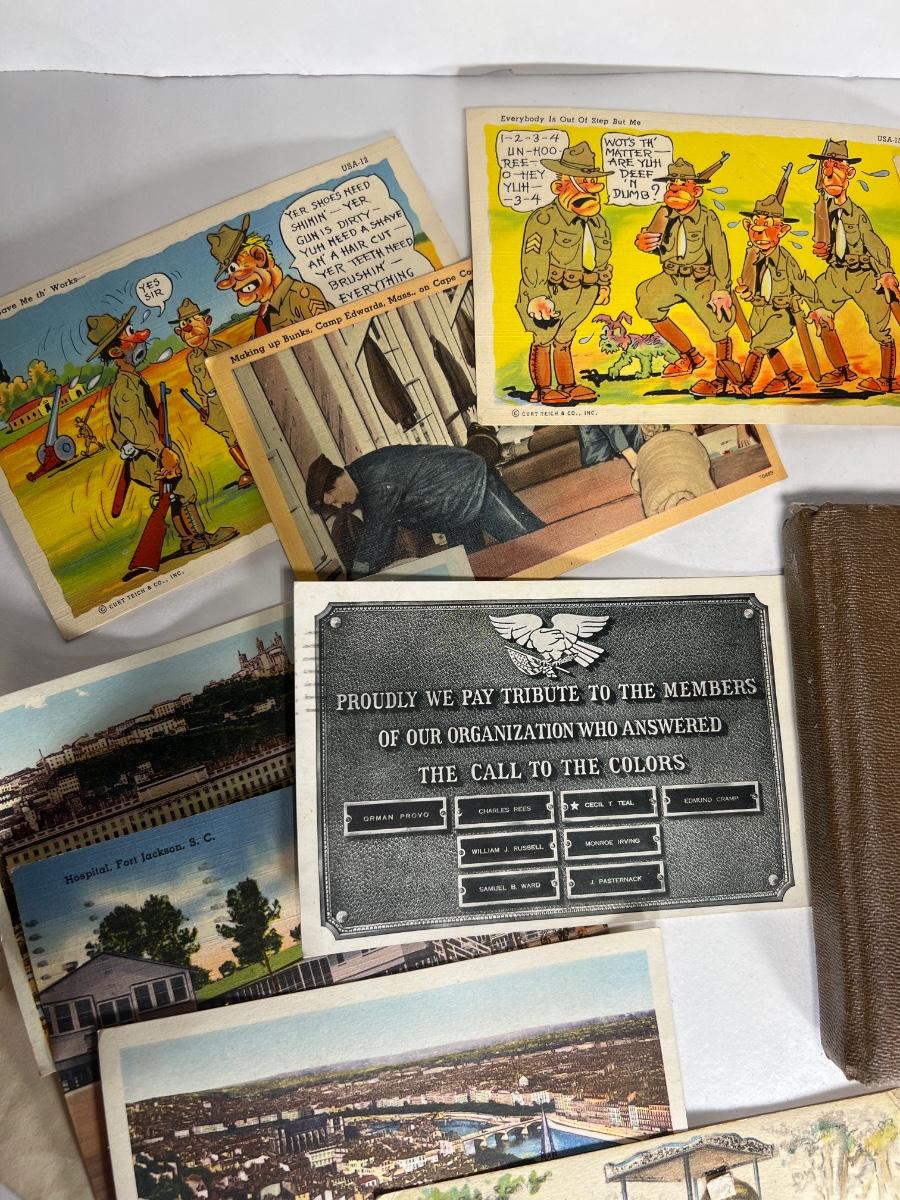 Everybody Is Out Of Step But Me
1-2-3-4
UN-HOO
REE-
O-HEY
YUH-
-3-4
WOT'S TH'
MATTER-
ARE YUH
DEEF
'N
DUMB?
© CURT TEICH & CO., INC.
USA-12
Me th' Works—
YES
SIR
YER SHOES NEED
SHININ' - YER
GUN IS DIRTY-
YUH NEED A SHAVE
AN' A HAIR CUT-
YER TEETH NEED
BRUSHIN'-
EVERYTHING
© CURT TEICH & CO., INC.
Making up Bunks, Camp Edwards, Mass., on Cape
70689
PROUDLY WE PAY TRIBUTE TO THE MEMBERS
OF OUR ORGANIZATION WHO ANSWERED
THE CALL TO THE COLORS
ORMAN PROVO
CHARLES REES
CECIL T. TEAL
EDMUND CRAMP
WILLIAM J. RUSSELL
MONROE IRVING
SAMUEL B. WARD
J. PASTERNACK
Hospital, Fort Jackson, S. C.